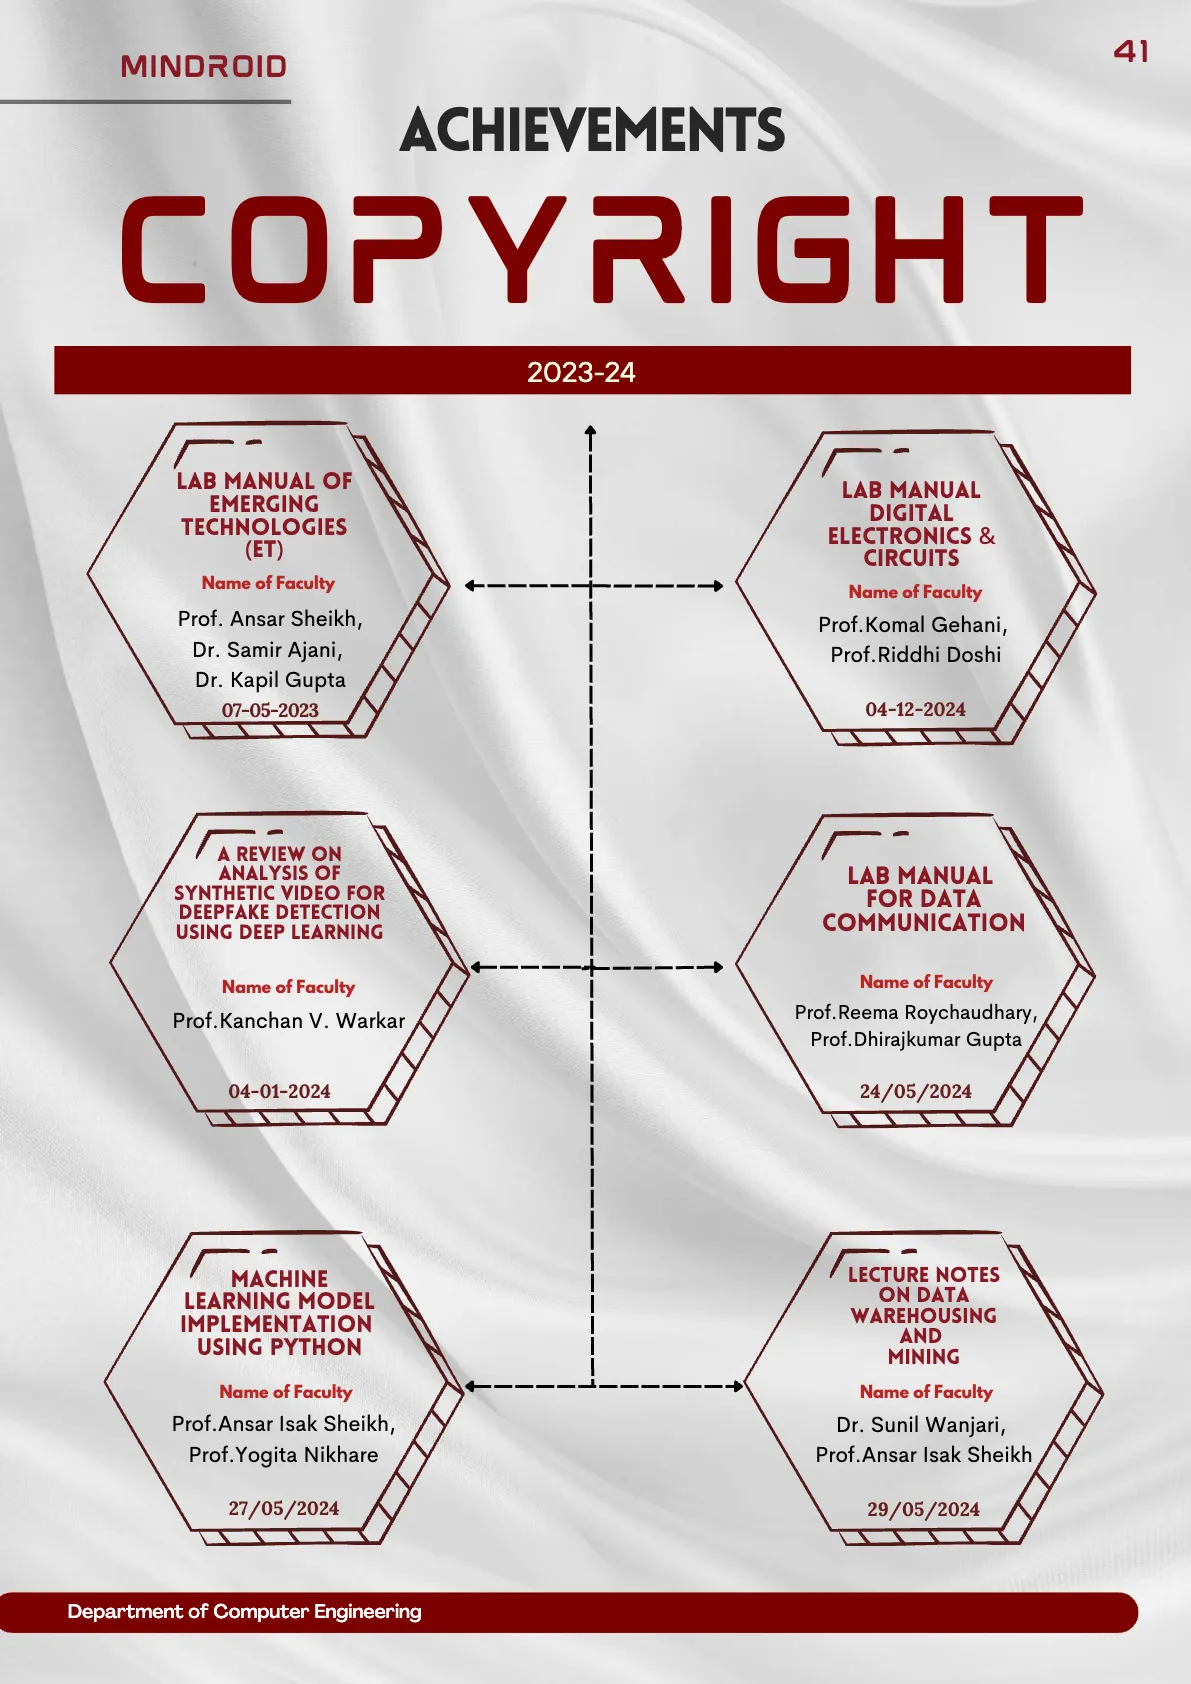 MINDROID
41
ACHIEVEMENTS
COPYRIGHT
2023-24
LAB MANUAL OF
EMERGING
TECHNOLOGIES
(ET)
Name of Faculty
Prof. Ansar Sheikh,
Dr. Samir Ajani,
Dr. Kapil Gupta
07-05-2023
LAB MANUAL
DIGITAL
ELECTRONICS &
CIRCUITS
Name of Faculty
Prof.Komal Gehani,
Prof.Riddhi Doshi
04-12-2024
A REVIEW ON
ANALYSIS OF
SYNTHETIC VIDEO FOR
DEEPFAKE DETECTION
USING DEEP LEARNING
Name of Faculty
Prof.Kanchan V. Warkar
04-01-2024
LAB MANUAL
FOR DATA
COMMUNICATION
Name of Faculty
Prof.Reema Roychaudhary,
Prof.Dhirajkumar Gupta
24/05/2024
MACHINE
LEARNING MODEL
IMPLEMENTATION
USING PYTHON
Name of Faculty
Prof.Ansar Isak Sheikh,
Prof.Yogita Nikhare
27/05/2024
LECTURE NOTES
ON DATA
WAREHOUSING
AND
MINING
Name of Faculty
Dr. Sunil Wanjari,
Prof.Ansar Isak Sheikh
29/05/2024
Department of Computer Engineering